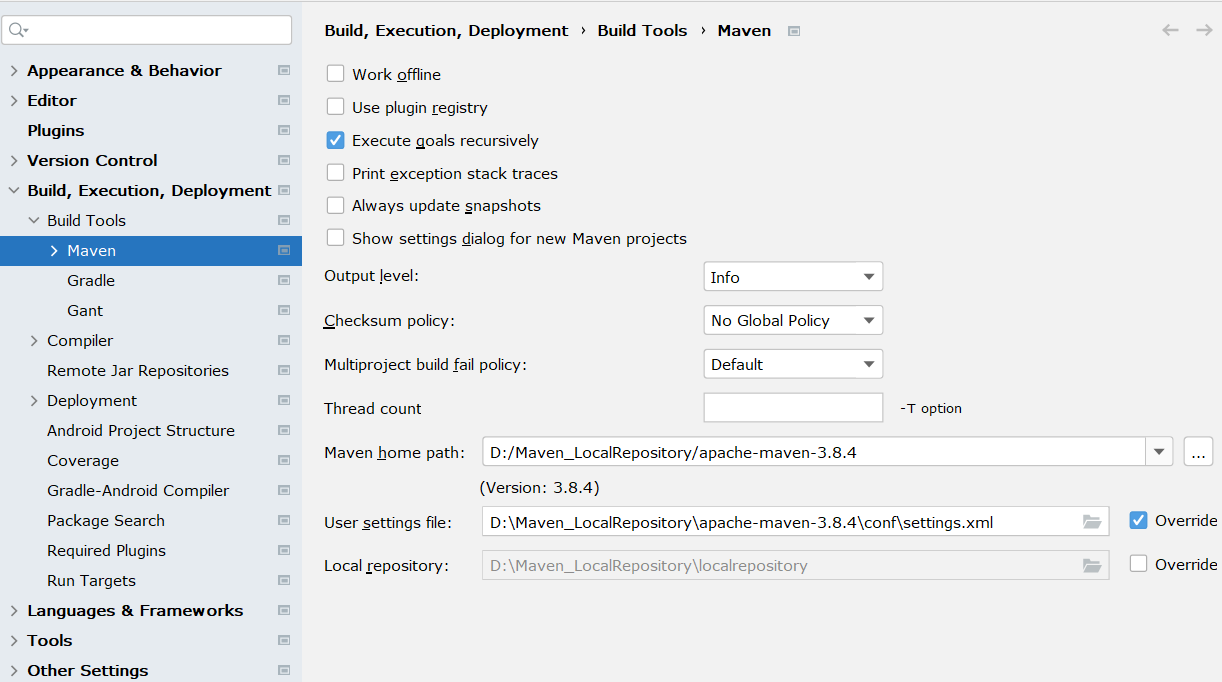 Appearance & Behavior
Editor
Plugins
Version Control
Build, Execution, Deployment
Build Tools
Maven
Gradle
Gant
Compiler
Remote Jar Repositories
Deployment
Android Project Structure
Coverage
Gradle-Android Compiler
Package Search
Required Plugins
Run Targets
Languages & Frameworks
Tools
Other Settings
Build, Execution, Deployment › Build Tools › Maven
Work offline
Use plugin registry
Execute goals recursively
Print exception stack traces
Always update snapshots
Show settings dialog for new Maven projects
Output level: Info
Checksum policy: No Global Policy
Multiproject build fail policy: Default
Thread count -T option
Maven home path: D:/Maven_LocalRepository/apache-maven-3.8.4 ...
(Version: 3.8.4)
User settings file: D:\Maven_LocalRepository\apache-maven-3.8.4\conf\settings.xml Override
Local repository: D:\Maven_LocalRepository\localrepository Override